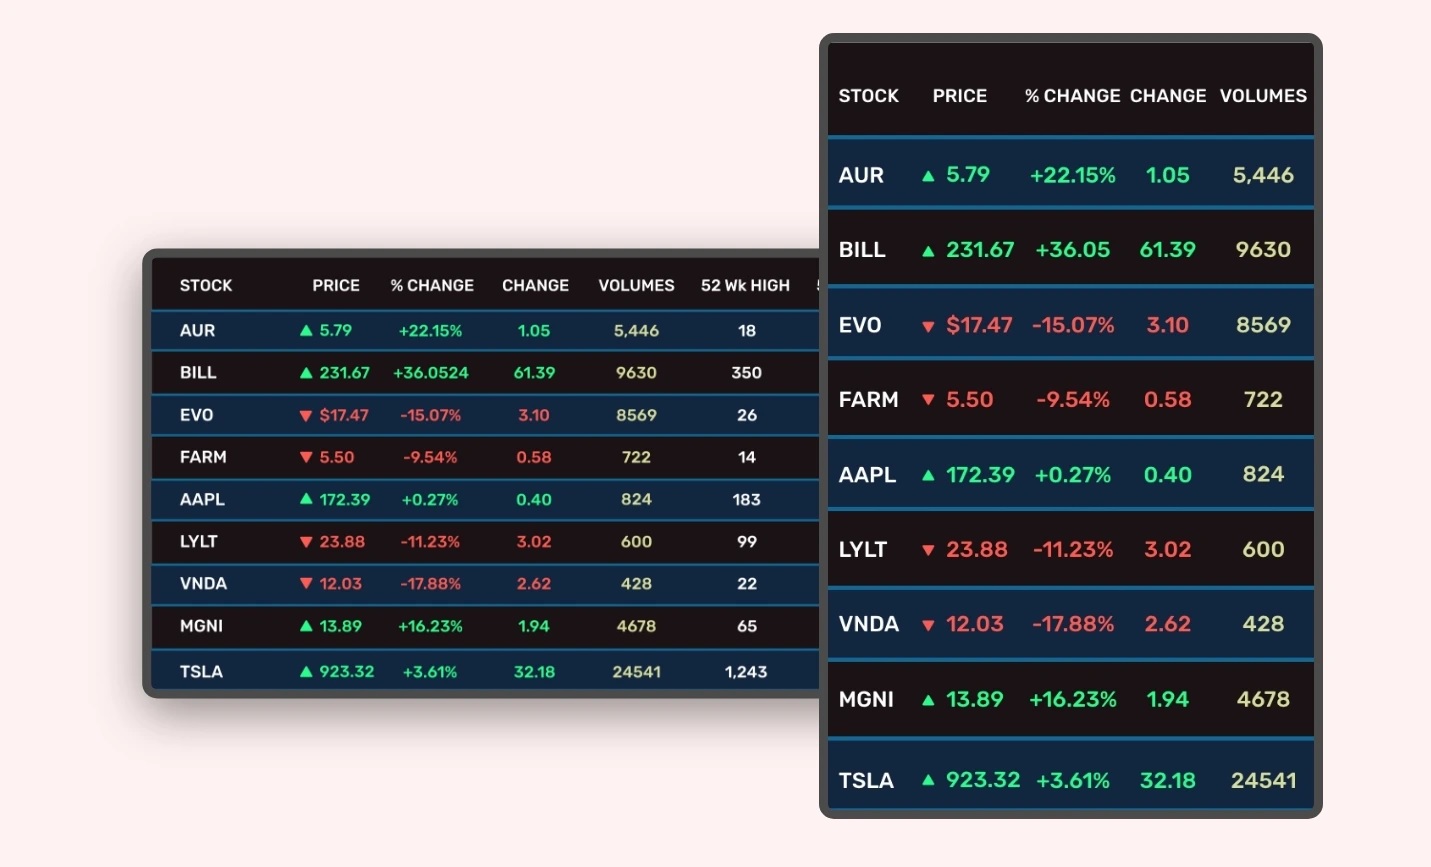 STOCK PRICE % CHANGE CHANGE VOLUMES 52 Wk HIGH
AUR ▲ 5.79 +22.15% 1.05 5,446 18
BILL ▲ 231.67 +36.0524 61.39 9630 350
EVO ▼ $17.47 -15.07% 3.10 8569 26
FARM ▼ 5.50 -9.54% 0.58 722 14
AAPL ▲ 172.39 +0.27% 0.40 824 183
LYLT ▼ 23.88 -11.23% 3.02 600 99
VNDA ▼ 12.03 -17.88% 2.62 428 22
MGNI ▲ 13.89 +16.23% 1.94 4678 65
TSLA ▲ 923.32 +3.61% 32.18 24541 1,243
STOCK PRICE % CHANGE CHANGE VOLUMES
AUR ▲ 5.79 +22.15% 1.05 5,446
BILL ▲ 231.67 +36.05 61.39 9630
EVO ▼ $17.47 -15.07% 3.10 8569
FARM ▼ 5.50 -9.54% 0.58 722
AAPL ▲ 172.39 +0.27% 0.40 824
LYLT ▼ 23.88 -11.23% 3.02 600
VNDA ▼ 12.03 -17.88% 2.62 428
MGNI ▲ 13.89 +16.23% 1.94 4678
TSLA ▲ 923.32 +3.61% 32.18 24541